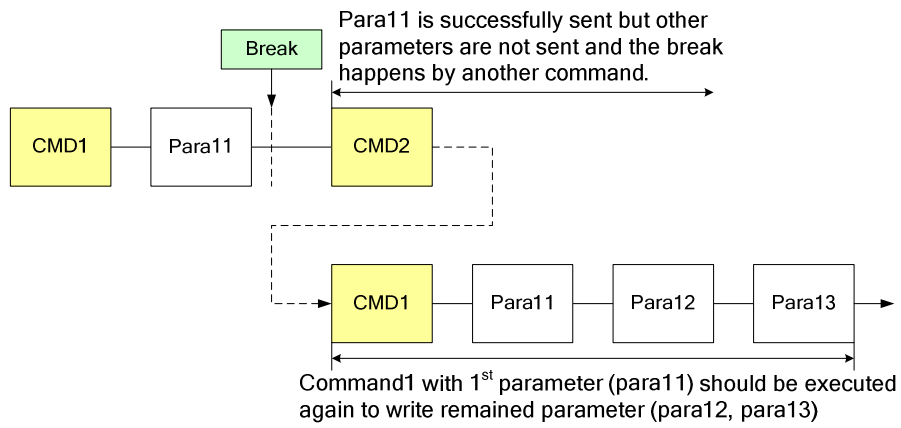 Para11 is successfully sent but other
parameters are not sent and the break
happens by another command.
Break
CMD1
Para11
CMD2
CMD1
Para11
Para12
Para13
Command1 with 1st parameter (para11) should be executed
again to write remained parameter (para12, para13)